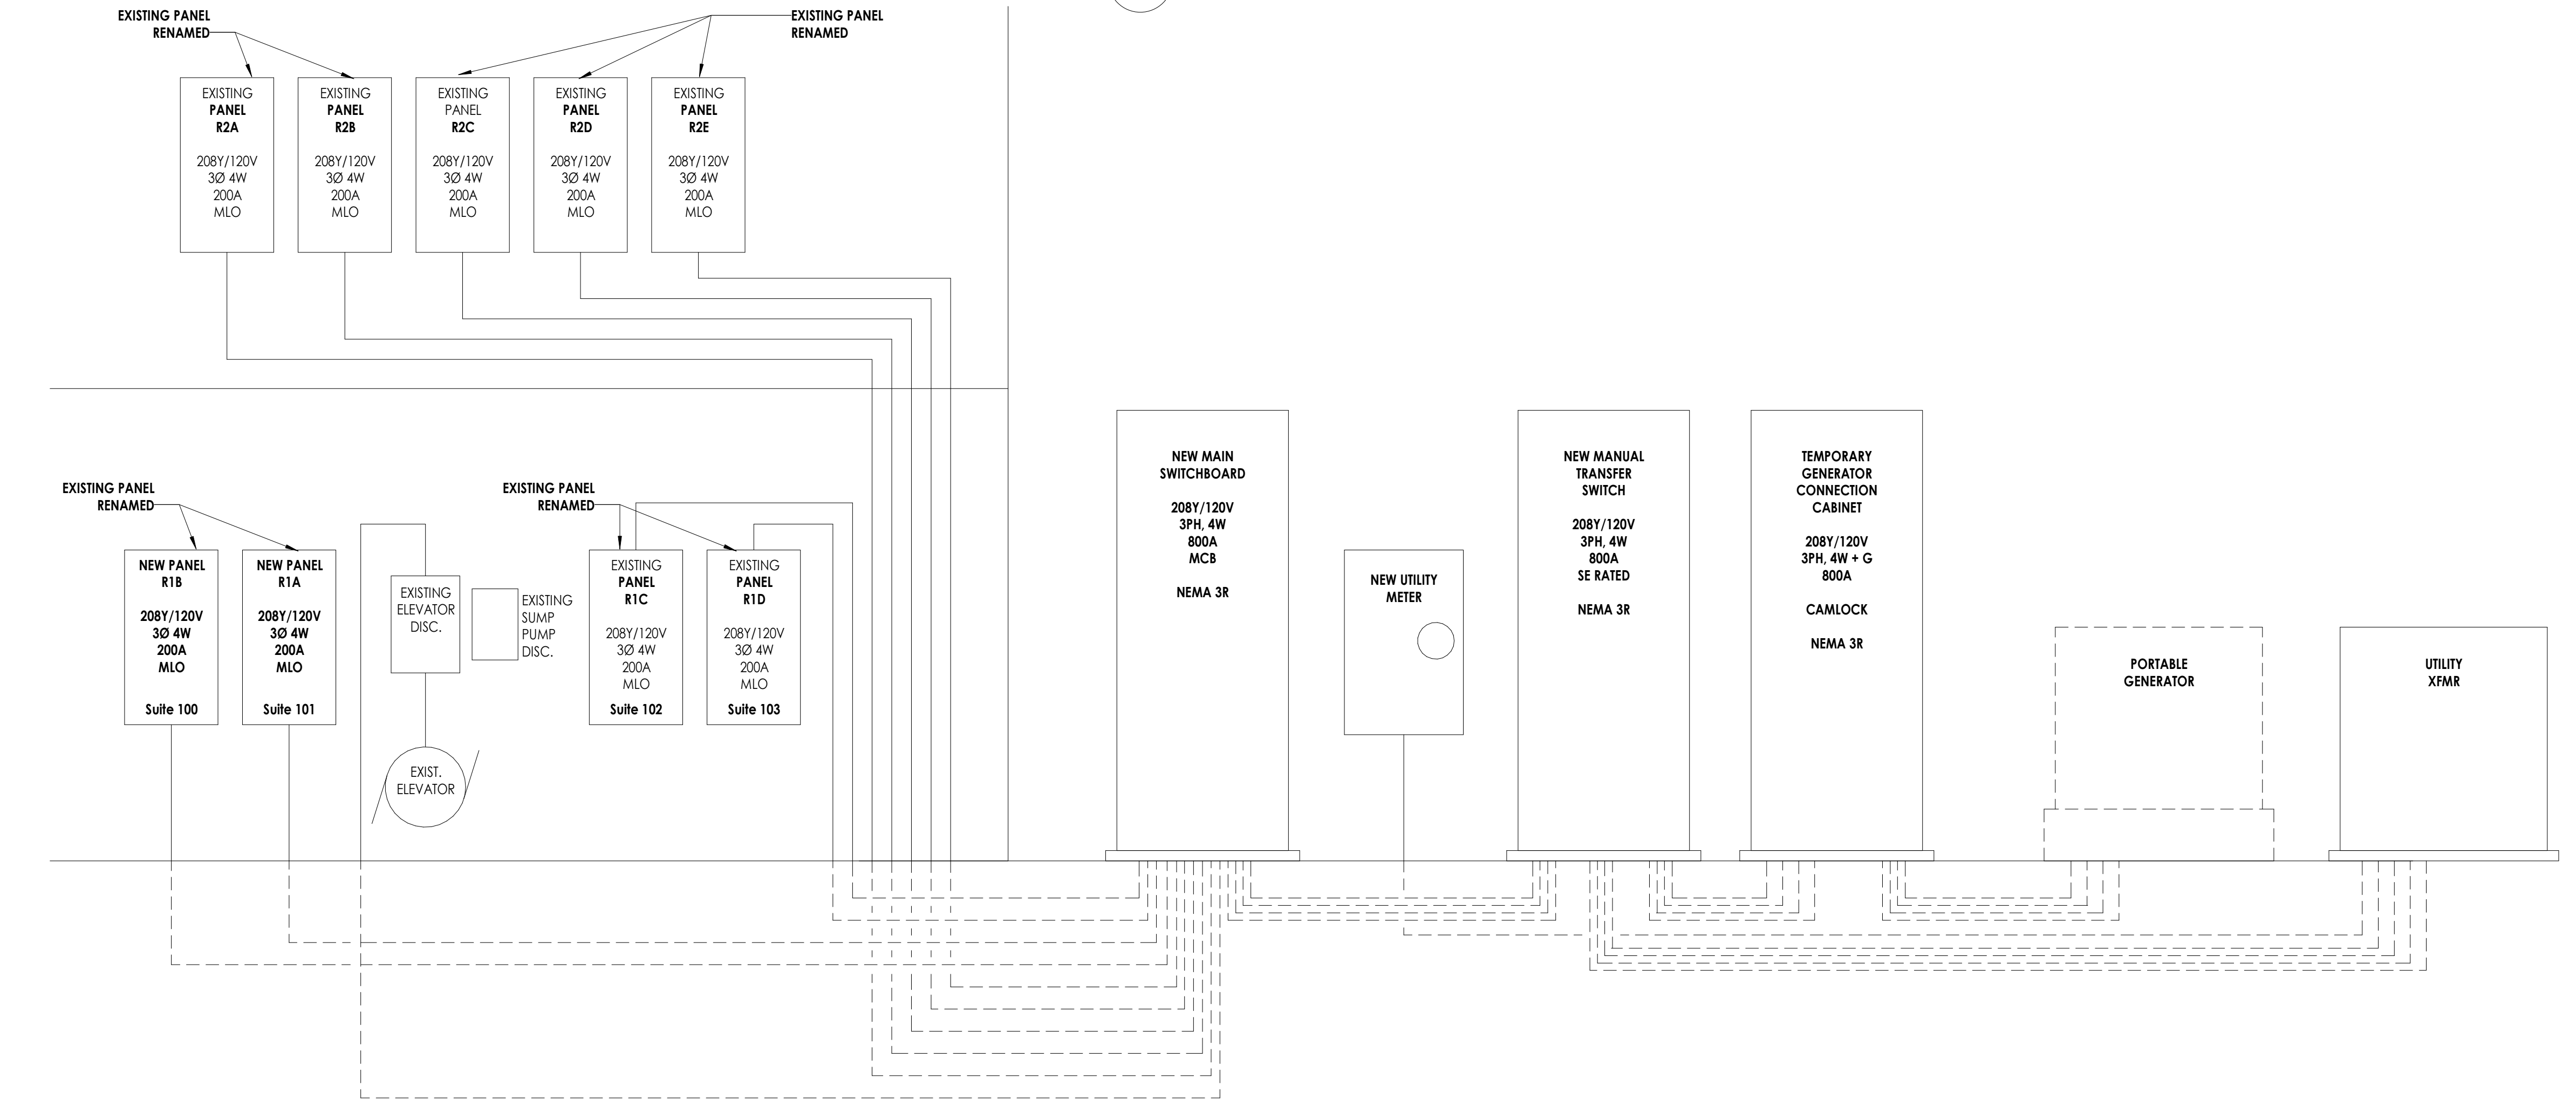 EXISTING PANEL
RENAMED
EXISTING PANEL
RENAMED
EXISTING
PANEL
R2A
208Y/120V
3Ø 4W
200A
MLO
EXISTING
PANEL
R2B
208Y/120V
3Ø 4W
200A
MLO
EXISTING
PANEL
R2C
208Y/120V
3Ø 4W
200A
MLO
EXISTING
PANEL
R2D
208Y/120V
3Ø 4W
200A
MLO
EXISTING
PANEL
R2E
208Y/120V
3Ø 4W
200A
MLO
EXISTING PANEL
RENAMED
NEW PANEL
R1B
208Y/120V
3Ø 4W
200A
MLO
Suite 100
NEW PANEL
R1A
208Y/120V
3Ø 4W
200A
MLO
Suite 101
EXISTING
ELEVATOR
DISC.
EXIST.
ELEVATOR
EXISTING
SUMP
PUMP
DISC.
EXISTING PANEL
RENAMED
EXISTING
PANEL
R1C
208Y/120V
3Ø 4W
200A
MLO
Suite 102
EXISTING
PANEL
R1D
208Y/120V
3Ø 4W
200A
MLO
Suite 103
NEW MAIN
SWITCHBOARD
208Y/120V
3PH, 4W
800A
MCB
NEMA 3R
NEW UTILITY
METER
NEW MANUAL
TRANSFER
SWITCH
208Y/120V
3PH, 4W
800A
SE RATED
NEMA 3R
TEMPORARY
GENERATOR
CONNECTION
CABINET
208Y/120V
3PH, 4W + G
800A
CAMLOCK
NEMA 3R
PORTABLE
GENERATOR
UTILITY
XFMR